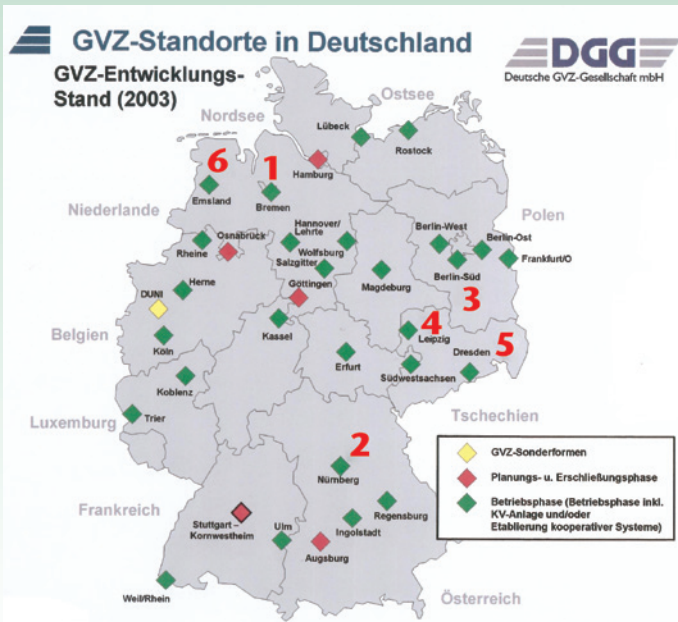 GVZ-Standorte in Deutschland
DGG
Deutsche GVZ-Gesellschaft mbH
GVZ-Entwicklungs-
Stand (2003)
Nordsee
Ostsee
Lübeck
Rostock
6
1
Hamburg
Emsland
Bremen
Niederlande
Polen
Osnabrück
Rheine
Hannover/
Lehrte
Wolfsburg
Salzgitter
Berlin-West
Berlin-Ost
Frankfurt/O
Berlin-Süd
Magdeburg
Göttingen
DUNI
Herne
3
Belgien
Köln
Kassel
4
Leipzig
5
Dresden
Erfurt
Südwestsachsen
Koblenz
Luxemburg
Trier
Tschechien
2
Nürnberg
GVZ-Sonderformen
Planungs- u. Erschließungsphase
Betriebsphase (Betriebsphase inkl.
KV-Anlage und/oder
Etablierung kooperativer Systeme)
Frankreich
Stuttgart –
Kornwestheim
Ulm
Regensburg
Ingolstadt
Augsburg
Weil/Rhein
Österreich